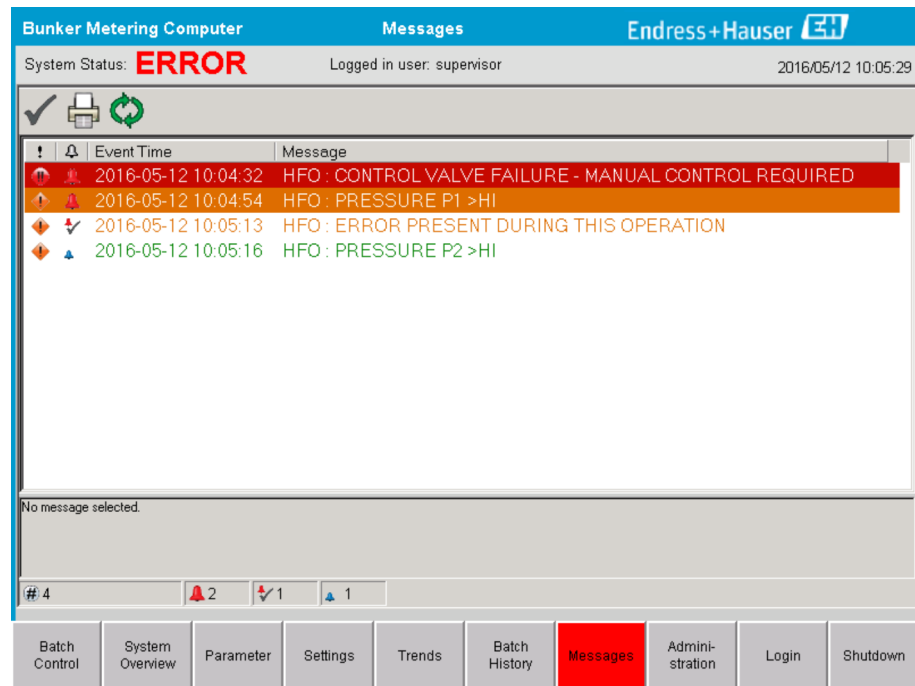 Bunker Metering Computer Messages Endress+Hauser EH
System Status: ERROR Logged in user: supervisor 2016/05/12 10:05:29
! Event Time Message
2016-05-12 10:04:32 HFO : CONTROL VALVE FAILURE - MANUAL CONTROL REQUIRED
2016-05-12 10:04:54 HFO : PRESSURE P1 >HI
2016-05-12 10:05:13 HFO : ERROR PRESENT DURING THIS OPERATION
2016-05-12 10:05:16 HFO : PRESSURE P2 >HI
No message selected.
# 4 2 1 1
Batch Control
System Overview
Parameter
Settings
Trends
Batch History
Messages
Admini-
stration
Login
Shutdown